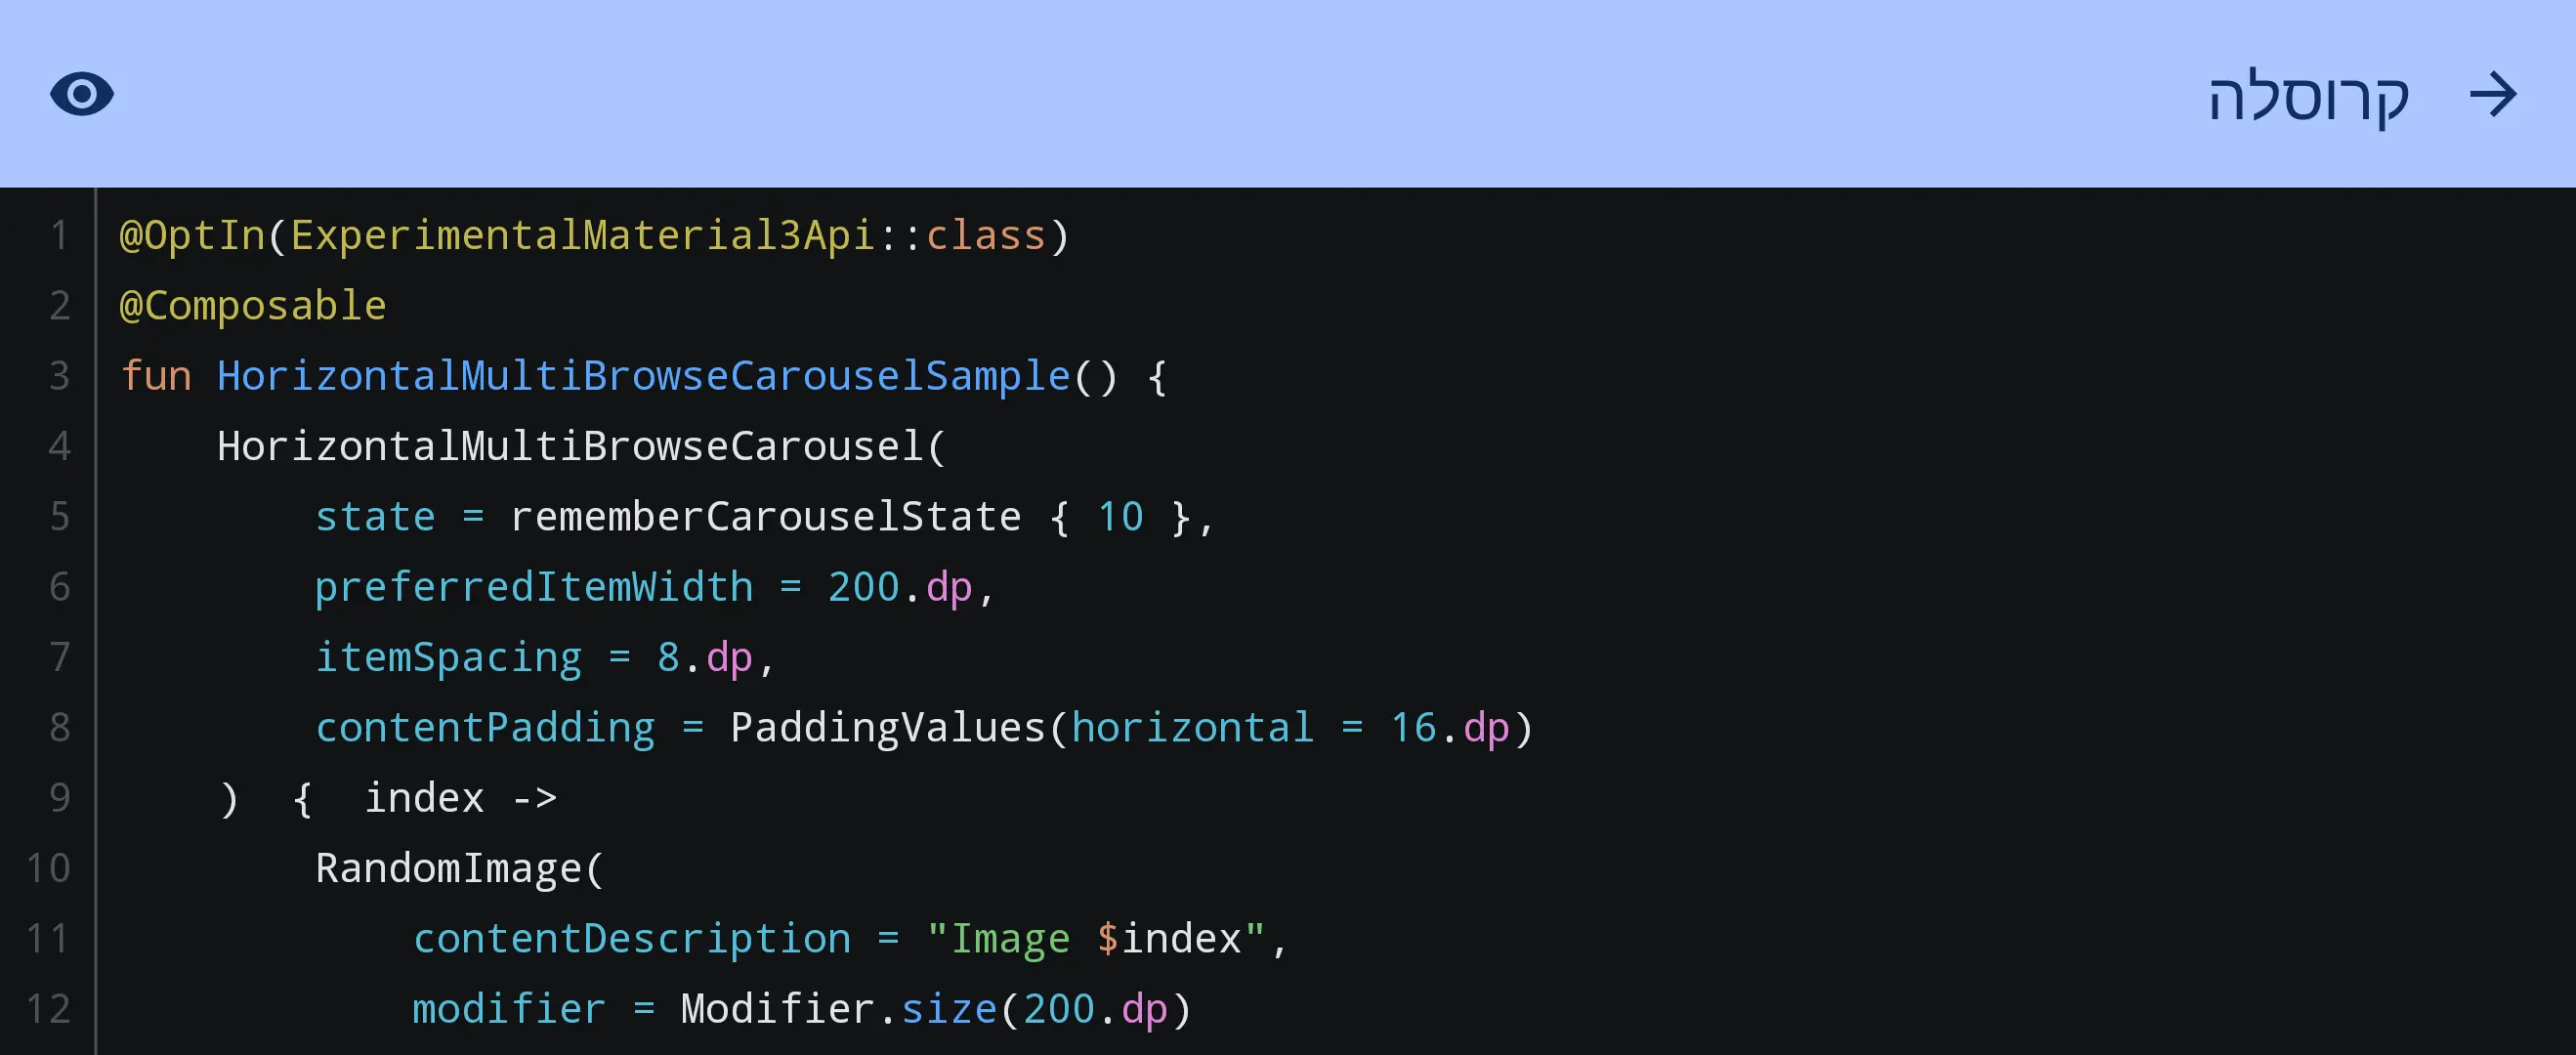 קרוסלה
1 @OptIn(ExperimentalMaterial3Api::class)
2 @Composable
3 fun HorizontalMultiBrowseCarouselSample() {
4     HorizontalMultiBrowseCarousel(
5         state = rememberCarouselState { 10 },
6         preferredItemWidth = 200.dp,
7         itemSpacing = 8.dp,
8         contentPadding = PaddingValues(horizontal = 16.dp)
9     )  {  index ->
10         RandomImage(
11             contentDescription = "Image $index",
12             modifier = Modifier.size(200.dp)